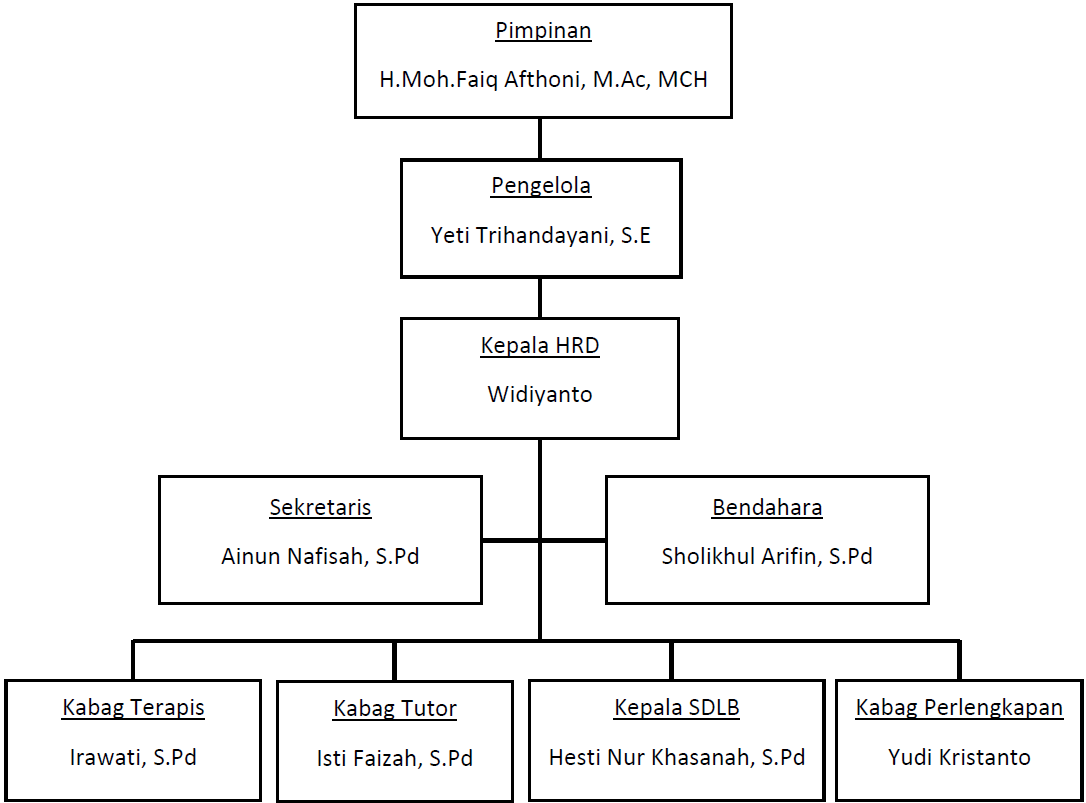 Pimpinan
H.Moh.Faiq Afthoni, M.Ac, MCH
Pengelola
Yeti Trihandayani, S.E
Kepala HRD
Widiyanto
Sekretaris
Ainun Nafisah, S.Pd
Bendahara
Sholikhul Arifin, S.Pd
Kabag Terapis
Irawati, S.Pd
Kabag Tutor
Isti Faizah, S.Pd
Kepala SDLB
Hesti Nur Khasanah, S.Pd
Kabag Perlengkapan
Yudi Kristanto